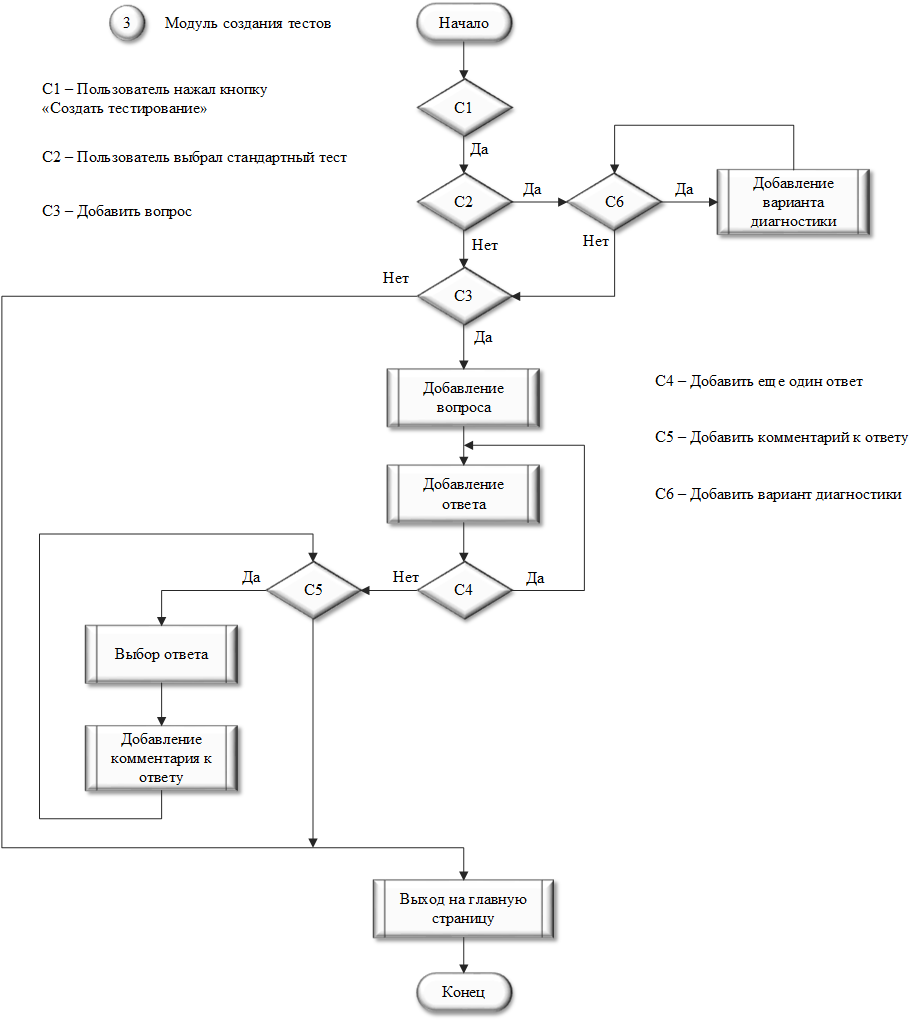 3
Модуль создания тестов
Начало
С1 – Пользователь нажал кнопку
«Создать тестирование»
С1
Да
С2 – Пользователь выбрал стандартный тест
С2
Да
С6
Да
Добавление
варианта
диагностики
С3 – Добавить вопрос
Нет
Нет
Нет
С3
Да
Добавление
вопроса
С4 – Добавить еще один ответ
С5 – Добавить комментарий к ответу
С6 – Добавить вариант диагностики
Добавление
ответа
Да
С5
Нет
С4
Да
Выбор ответа
Добавление
комментария к
ответу
Выход на главную
страницу
Конец